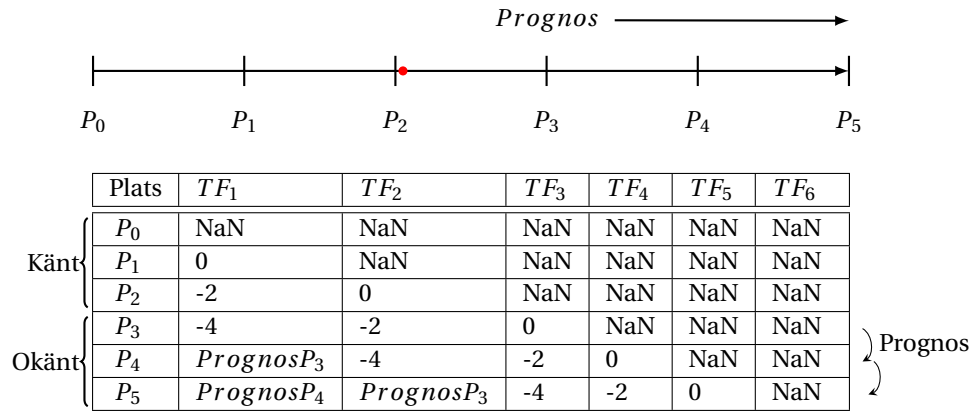 Prognos
P0 P1 P2 P3 P4 P5
Plats TF1 TF2 TF3 TF4 TF5 TF6
Känt
P0 NaN NaN NaN NaN NaN NaN
P1 0 NaN NaN NaN NaN NaN
P2 -2 0 NaN NaN NaN NaN
Okänt
P3 -4 -2 0 NaN NaN NaN
P4 PrognosP3 -4 -2 0 NaN NaN
P5 PrognosP4 PrognosP3 -4 -2 0 NaN
Prognos